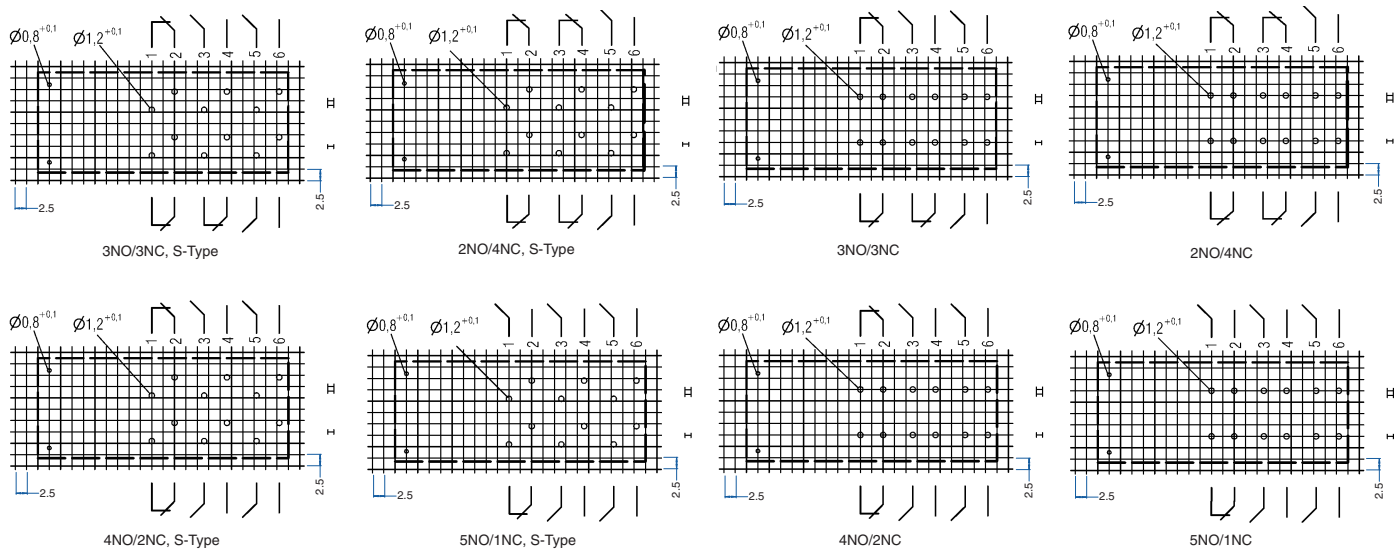 Ø0,8+0,1 Ø1,2+0,1 1 2 3 4 5 6
II
I
2.5
2.5
3NO/3NC, S-Type
Ø0,8+0,1 Ø1,2+0,1 1 2 3 4 5 6
II
I
2.5
2.5
2NO/4NC, S-Type
Ø0,8+0,1 Ø1,2+0,1 1 2 3 4 5 6
II
I
2.5
2.5
3NO/3NC
Ø0,8+0,1 Ø1,2+0,1 1 2 3 4 5 6
II
I
2.5
2.5
2NO/4NC
Ø0,8+0,1 Ø1,2+0,1 1 2 3 4 5 6
II
I
2.5
2.5
4NO/2NC, S-Type
Ø0,8+0,1 Ø1,2+0,1 1 2 3 4 5 6
II
I
2.5
2.5
5NO/1NC, S-Type
Ø0,8+0,1 Ø1,2+0,1 1 2 3 4 5 6
II
I
2.5
2.5
4NO/2NC
Ø0,8+0,1 Ø1,2+0,1 1 2 3 4 5 6
II
I
2.5
2.5
5NO/1NC